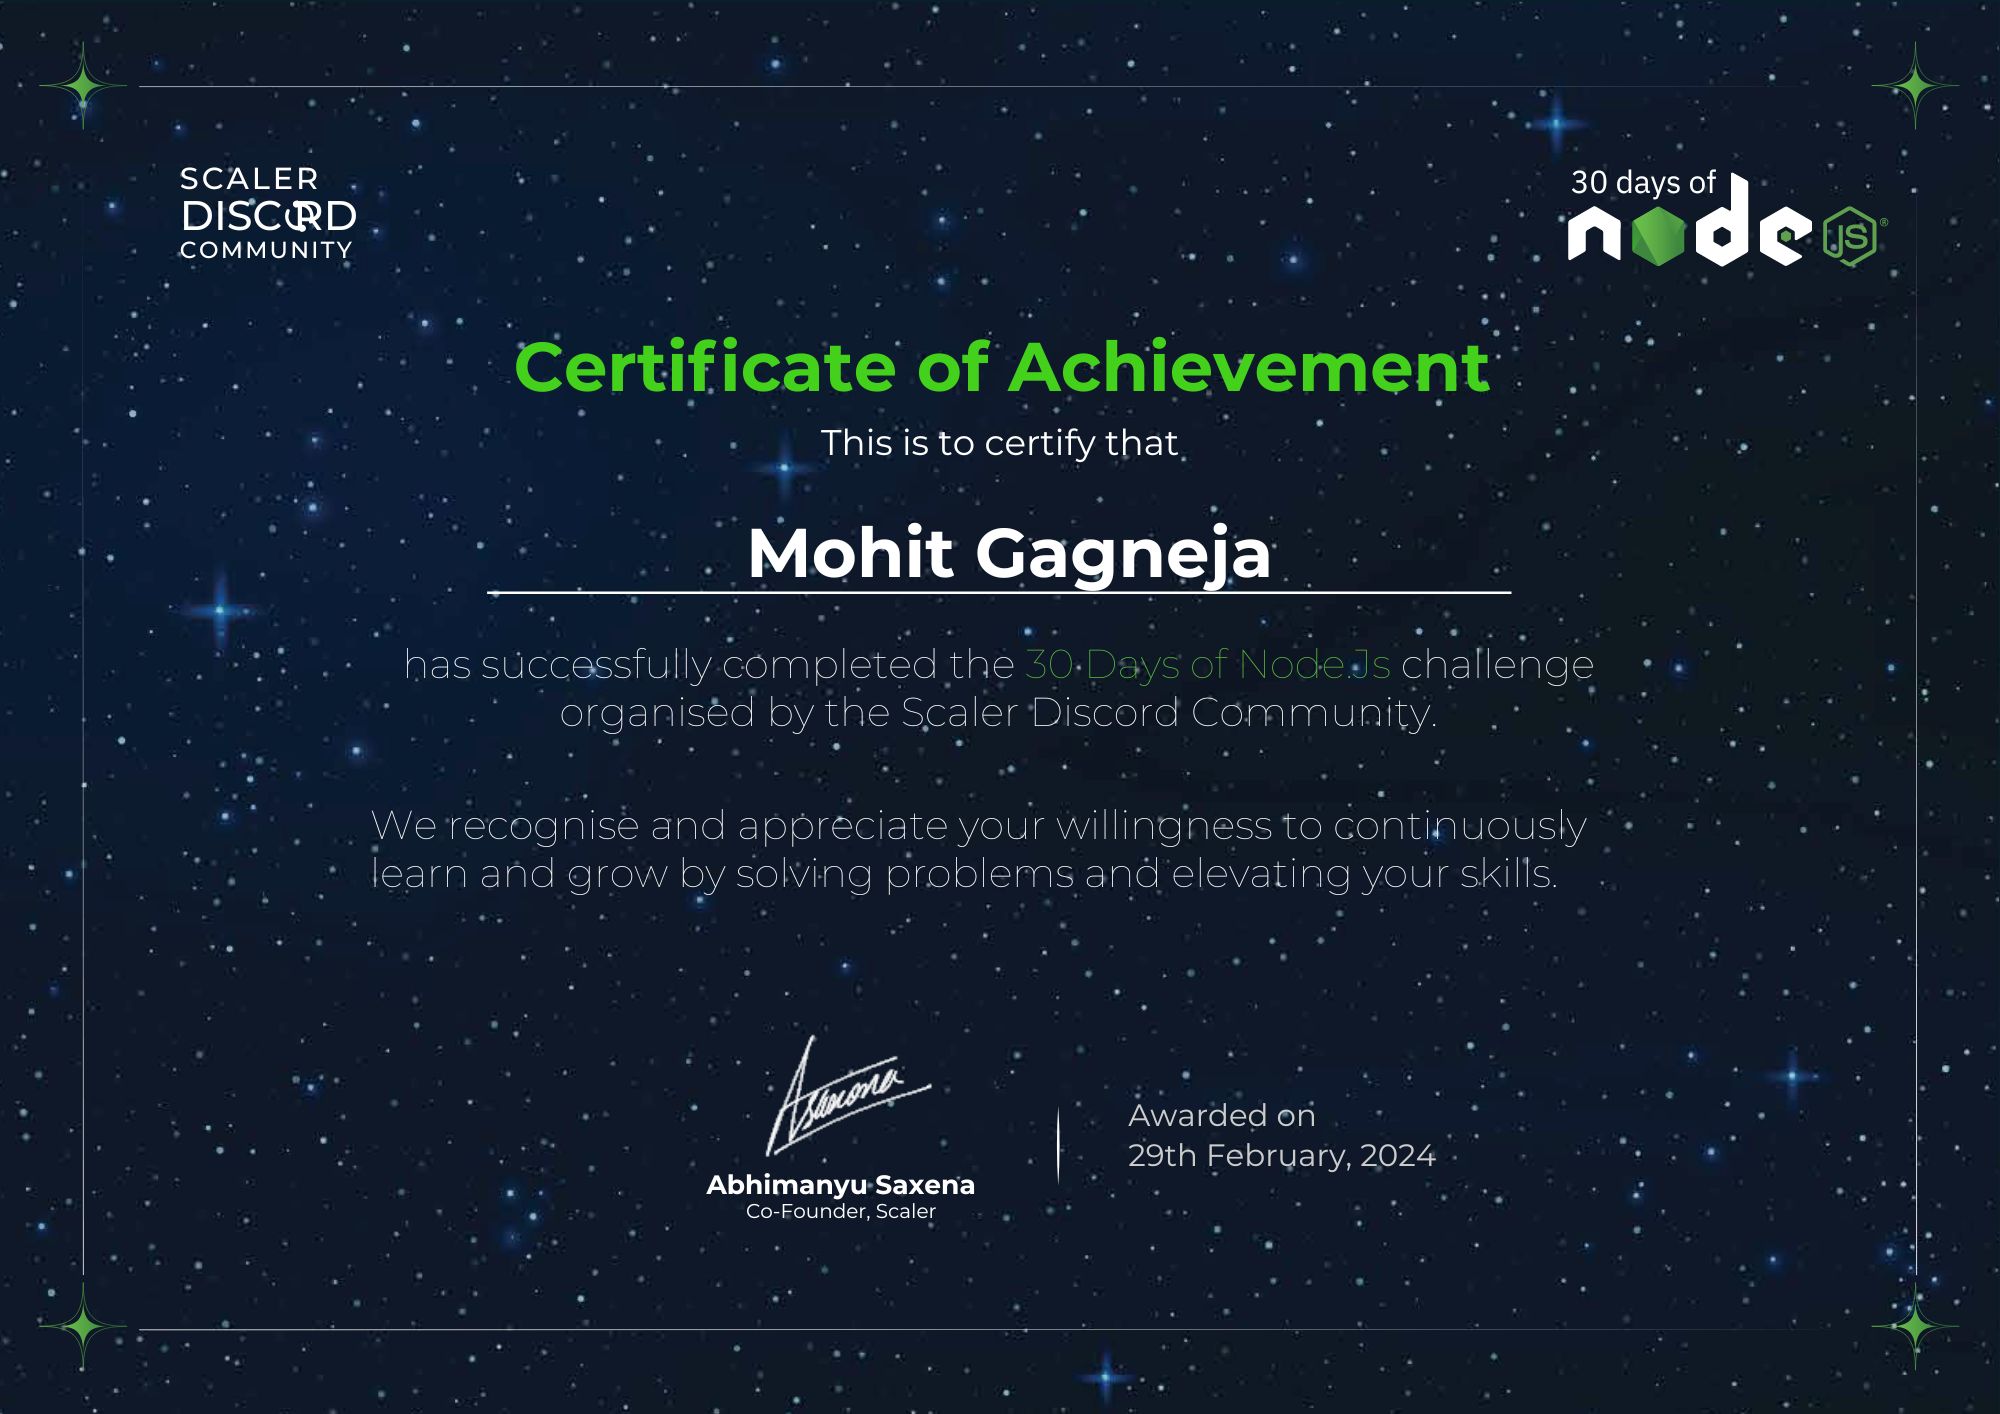 SCALER
DISCORD
COMMUNITY
30 days of
node JS®
Certificate of Achievement
This is to certify that
Mohit Gagneja
has successfully completed the 30 Days of Node.Js challenge
organised by the Scaler Discord Community.
We recognise and appreciate your willingness to continuously
learn and grow by solving problems and elevating your skills.
Asaxena
Abhimanyu Saxena
Co-Founder, Scaler
Awarded on
29th February, 2024